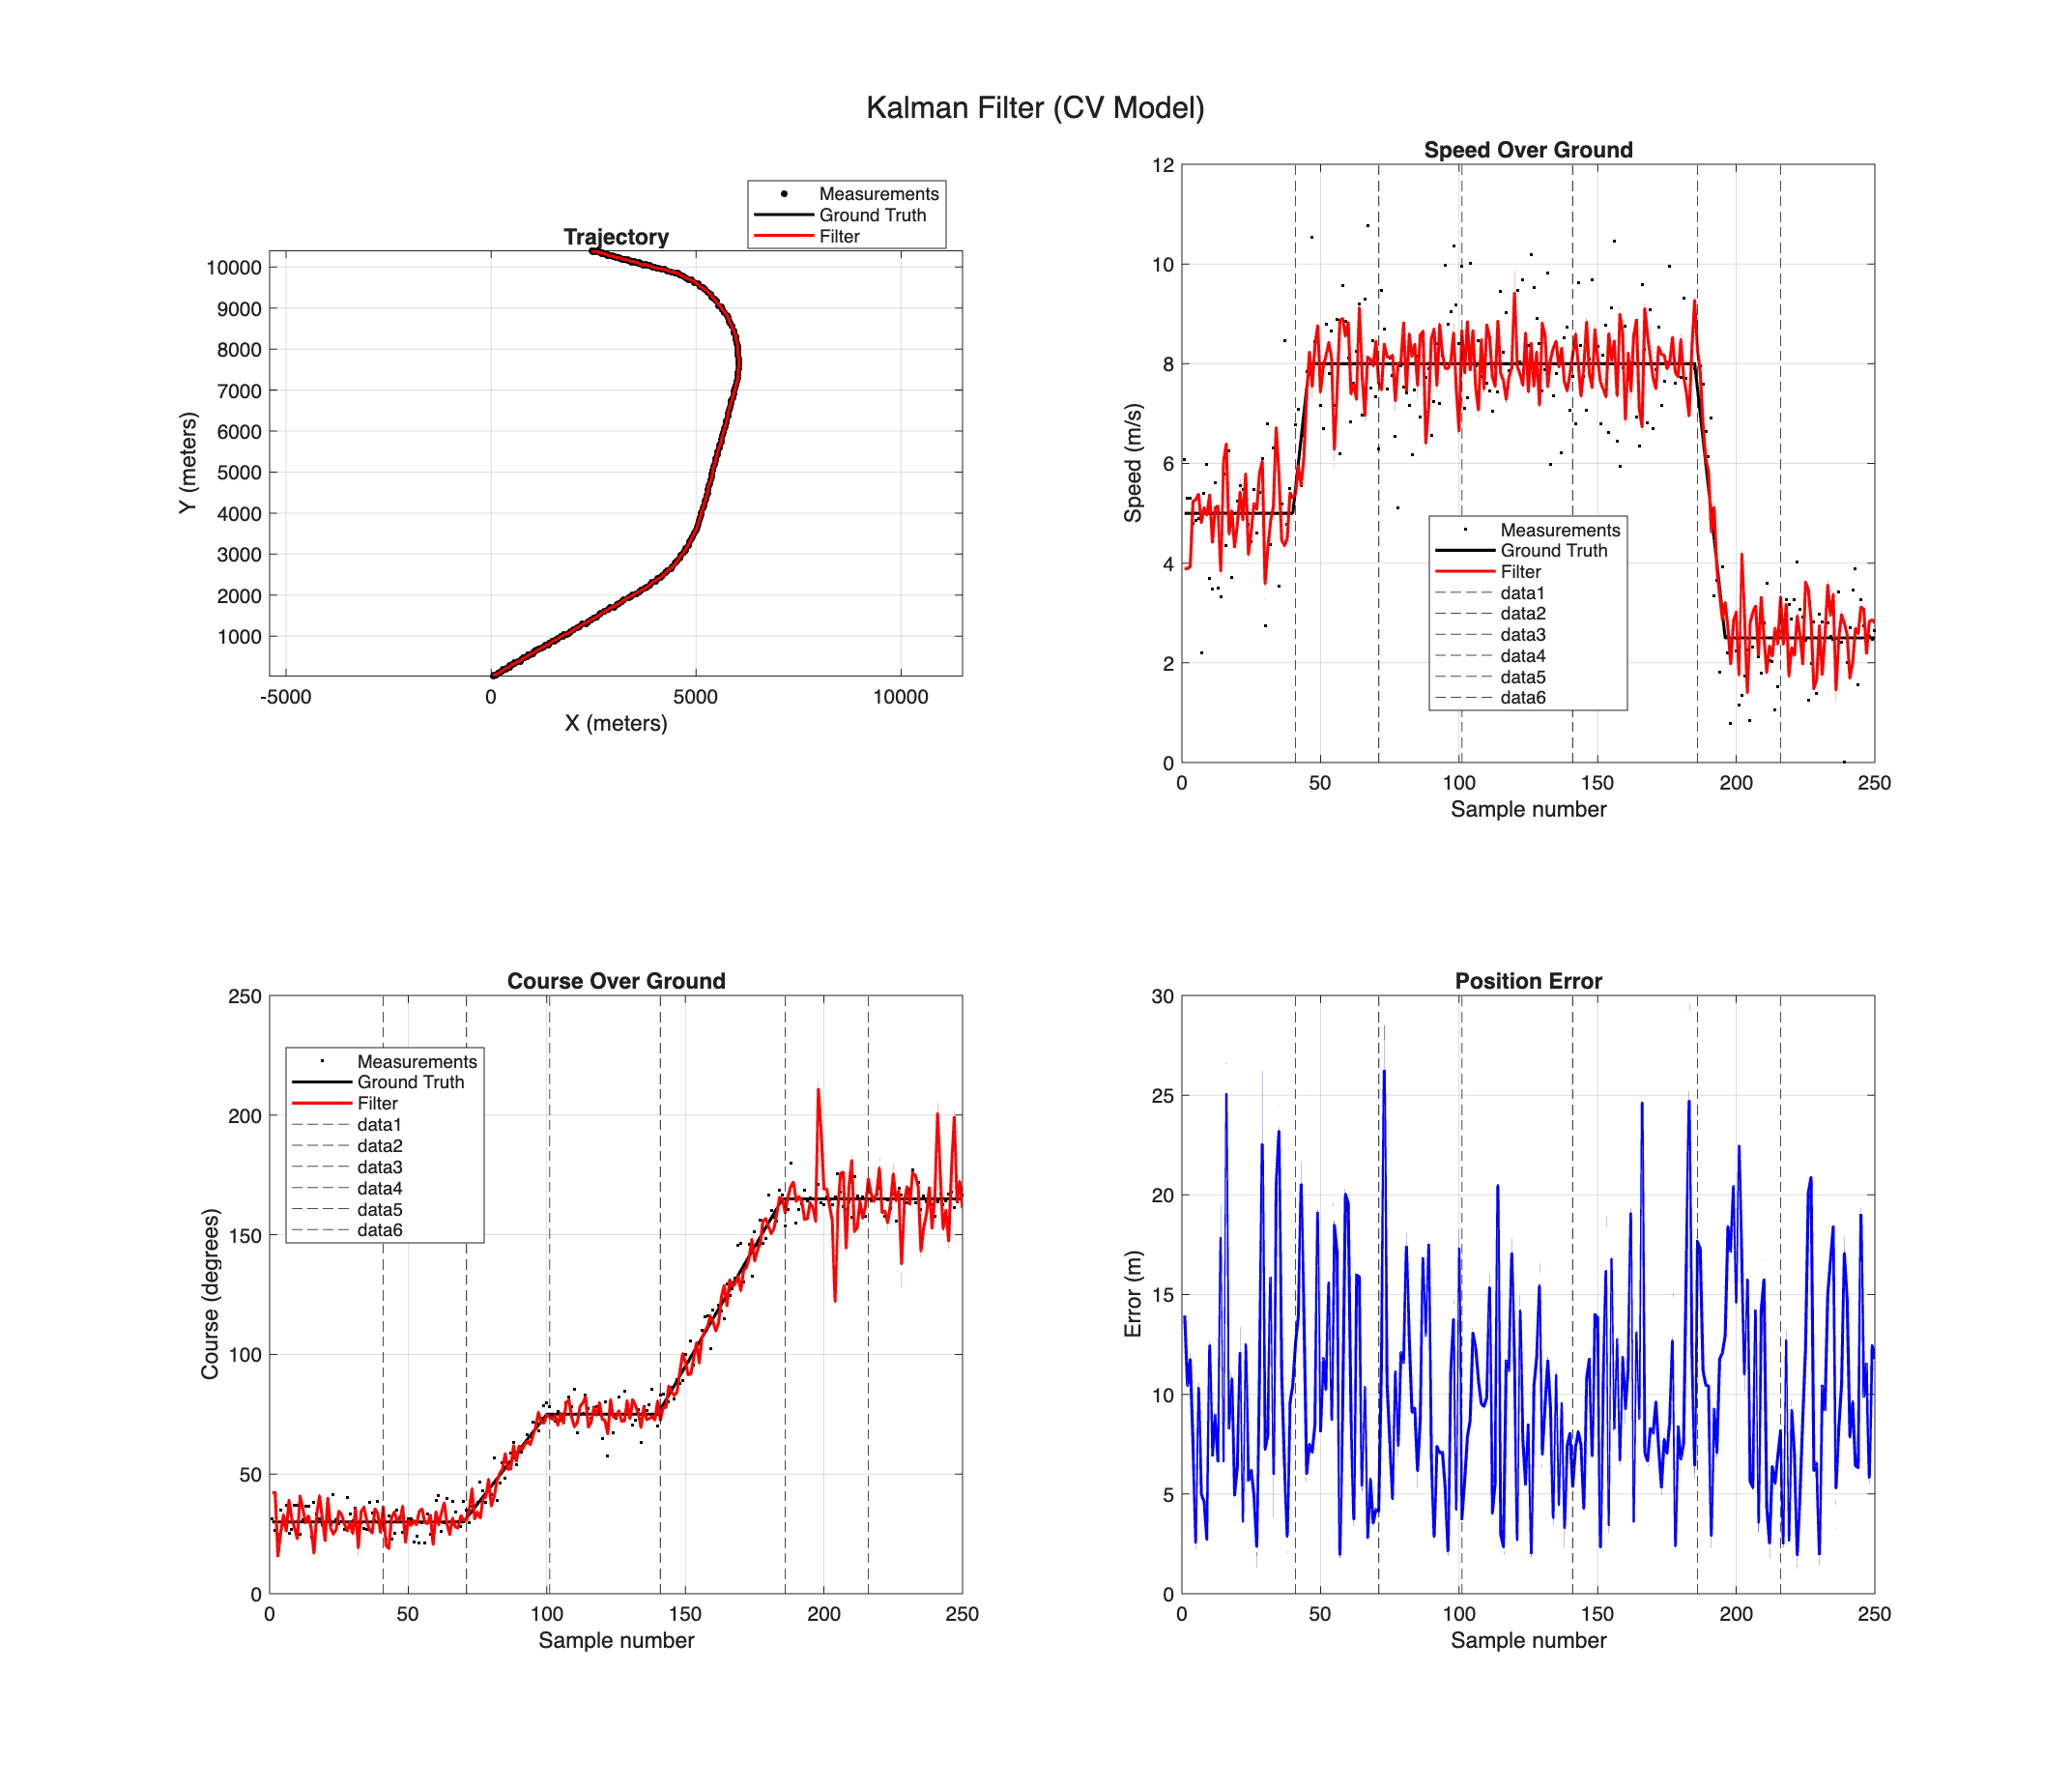 Kalman Filter (CV Model)
Trajectory
Measurements
Ground Truth
Filter
10000
9000
8000
7000
6000
5000
4000
3000
2000
1000
Y (meters)
-5000 0 5000 10000
X (meters)
Speed Over Ground
12
10
8
6
4
2
0
Speed (m/s)
Measurements
Ground Truth
Filter
data1
data2
data3
data4
data5
data6
0 50 100 150 200 250
Sample number
Course Over Ground
250
200
150
100
50
0
Course (degrees)
Measurements
Ground Truth
Filter
data1
data2
data3
data4
data5
data6
0 50 100 150 200 250
Sample number
Position Error
30
25
20
15
10
5
0
Error (m)
0 50 100 150 200 250
Sample number